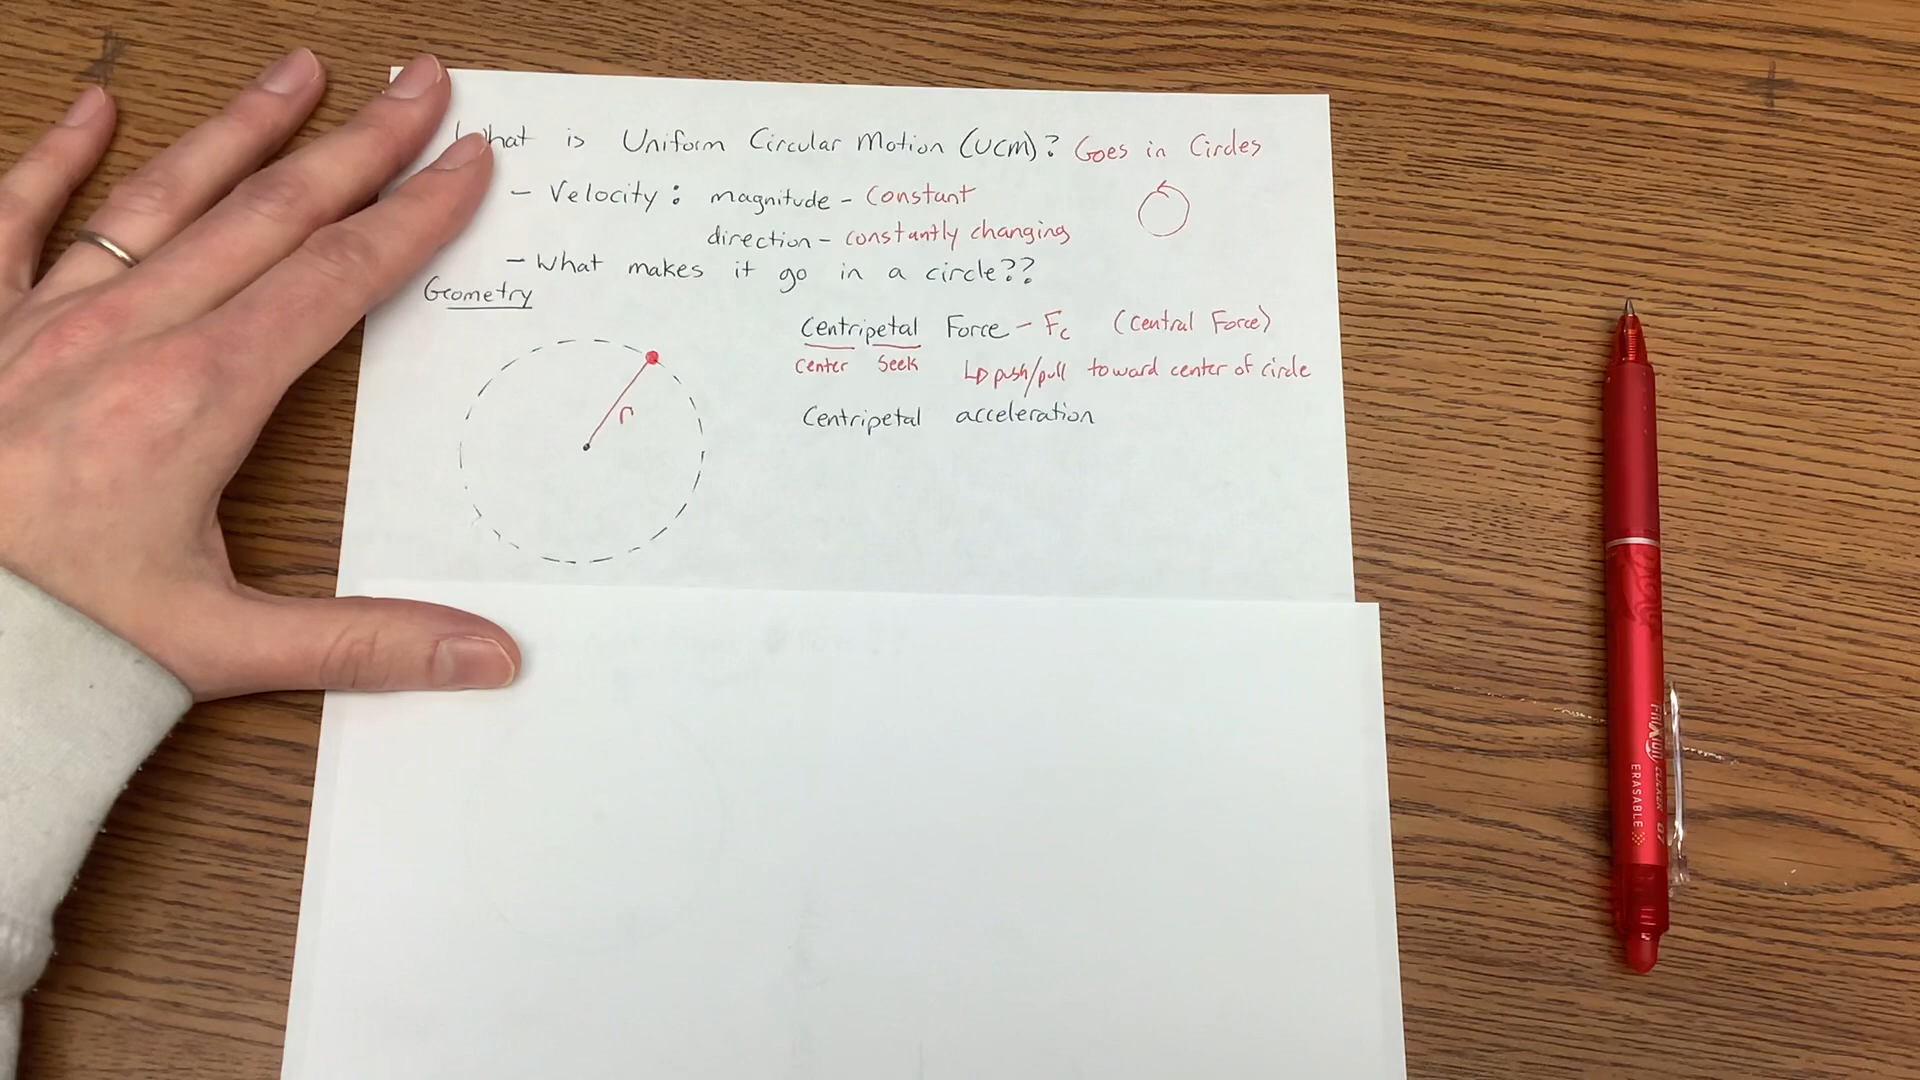 What is Uniform Circular Motion (UCM)? Goes in Circles
- Velocity: magnitude - Constant
direction - constantly changing
- What makes it go in a circle??
Geometry
r
Centripetal Force - Fc (Central Force)
center seek ↳ push/pull toward center of circle
Centripetal acceleration
FRIXION CLICKER 07
ERASABLE